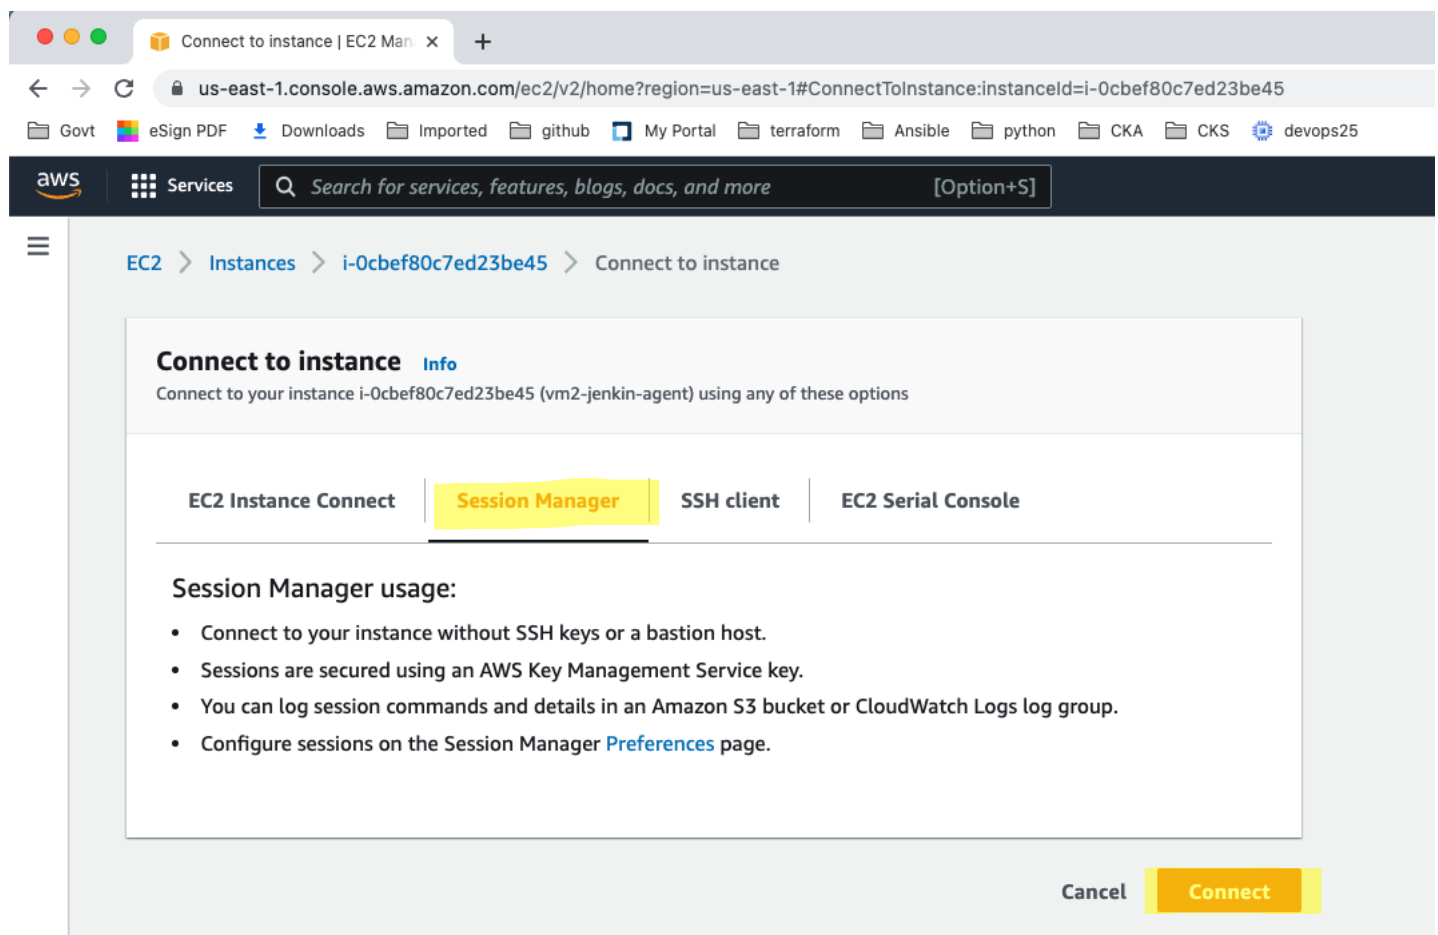 Connect to instance | EC2 Man
us-east-1.console.aws.amazon.com/ec2/v2/home?region=us-east-1#ConnectToInstance:instanceId=i-0cbef80c7ed23be45
Govt eSign PDF Downloads Imported github My Portal terraform Ansible python CKA CKS devops25
aws Services Search for services, features, blogs, docs, and more [Option+S]
EC2 Instances i-0cbef80c7ed23be45 Connect to instance
Connect to instance Info
Connect to your instance i-0cbef80c7ed23be45 (vm2-jenkin-agent) using any of these options
EC2 Instance Connect Session Manager SSH client EC2 Serial Console
Session Manager usage:
• Connect to your instance without SSH keys or a bastion host.
• Sessions are secured using an AWS Key Management Service key.
• You can log session commands and details in an Amazon S3 bucket or CloudWatch Logs log group.
• Configure sessions on the Session Manager Preferences page.
Cancel Connect